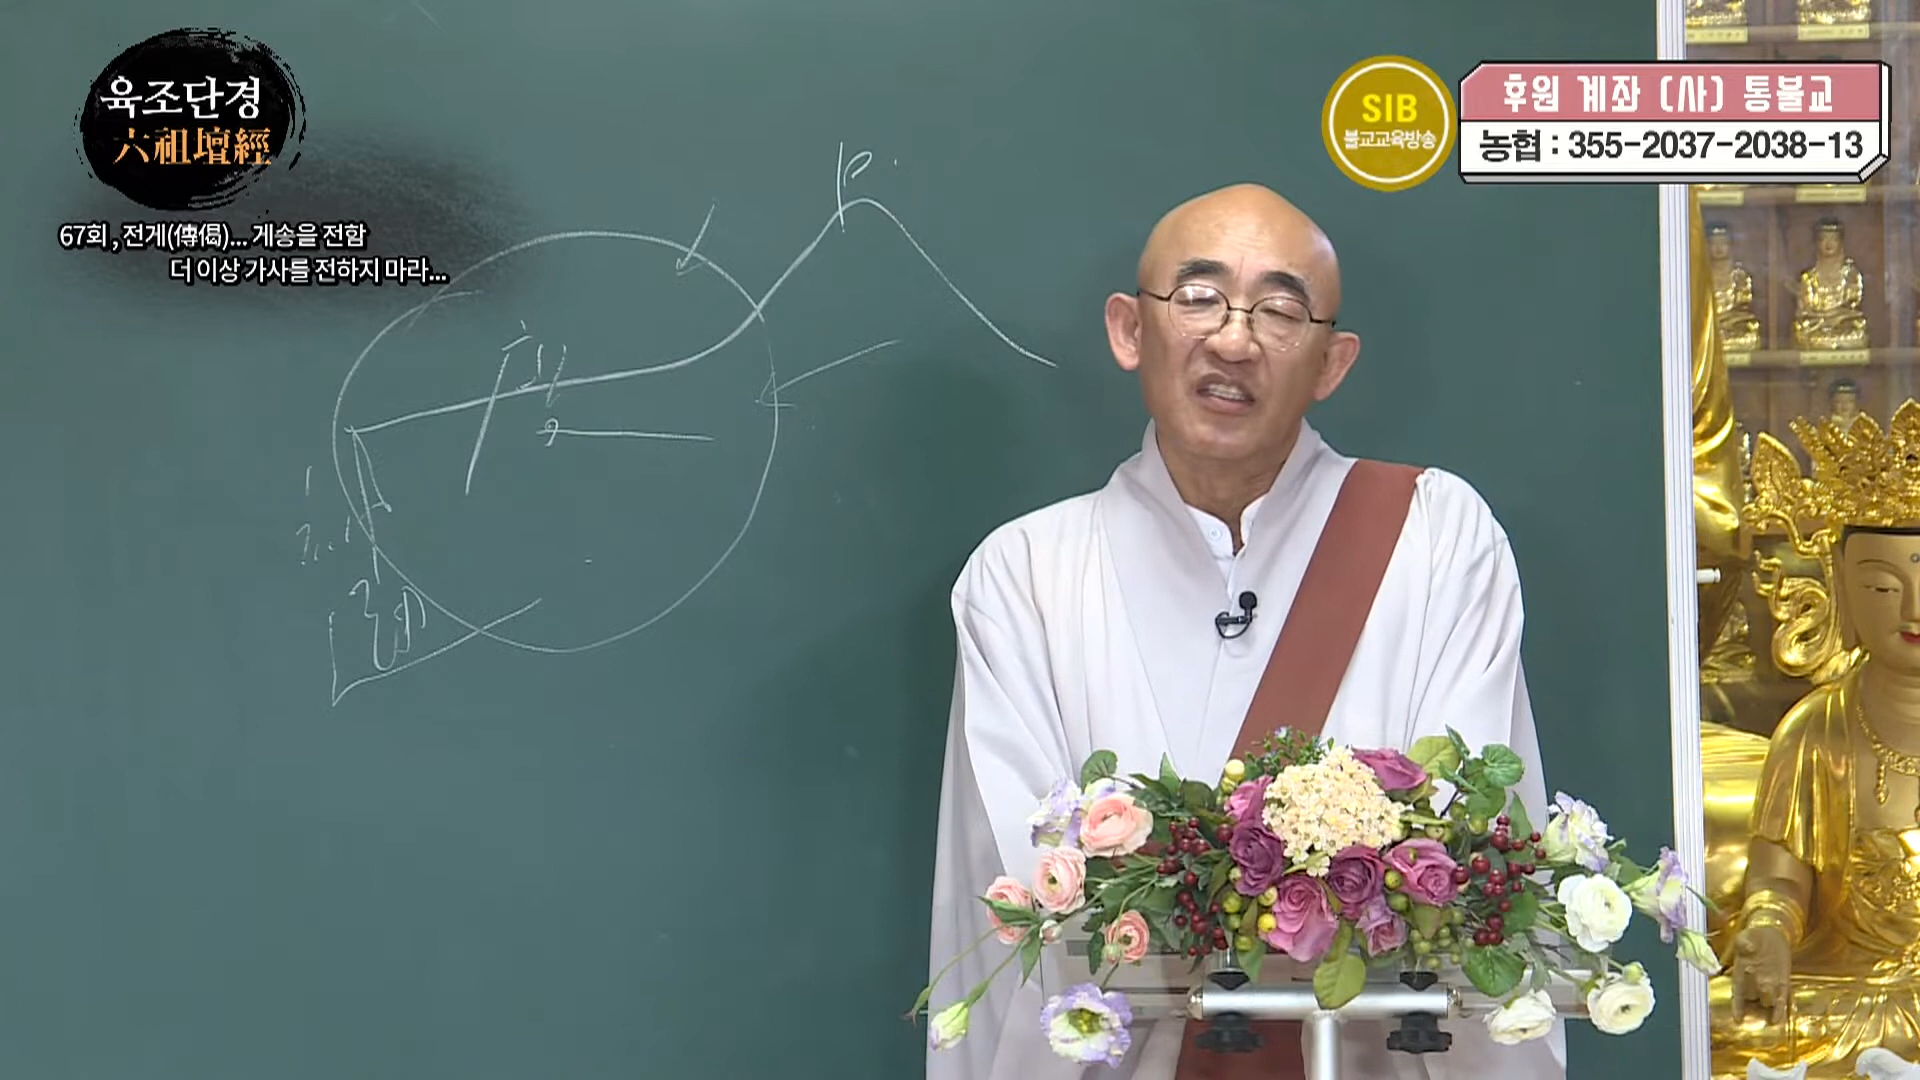 육조단경
六祖壇經
67회, 전게(傳偈)... 게송을 전함
더 이상 가사를 전하지 마라...
SIB
불교교육방송
후원 계좌 (사) 통불교
농협 : 355-2037-2038-13